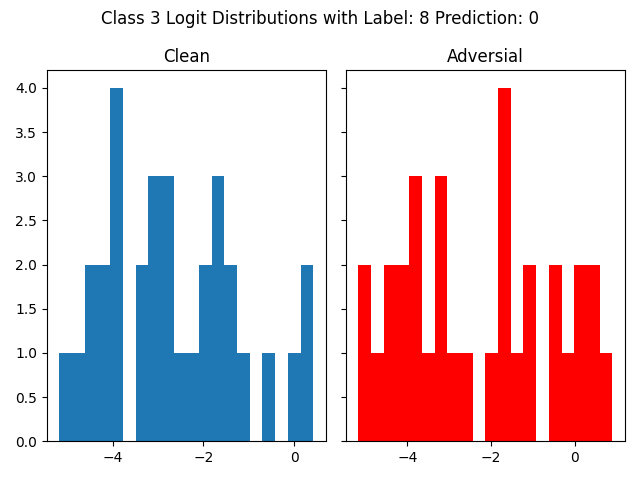 Class 3 Logit Distributions with Label: 8 Prediction: 0
Clean
Adversial
4.0
3.5
3.0
2.5
2.0
1.5
1.0
0.5
0.0
−4 −2 0
−4 −2 0